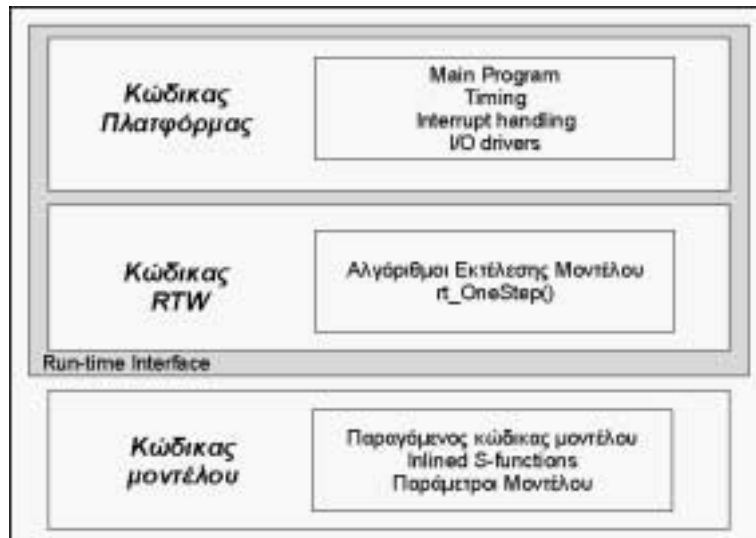 Κώδικας
Πλατφόρμας
Main Program
Timing
Interrupt handling
I/O drivers
Κώδικας
RTW
Αλγόριθμοι Εκτέλεσης Μοντέλου
rt_OneStep()
Run-time Interface
Κώδικας
μοντέλου
Παραγόμενος κώδικας μοντέλου
Inlined S-functions
Παράμετροι Μοντέλου